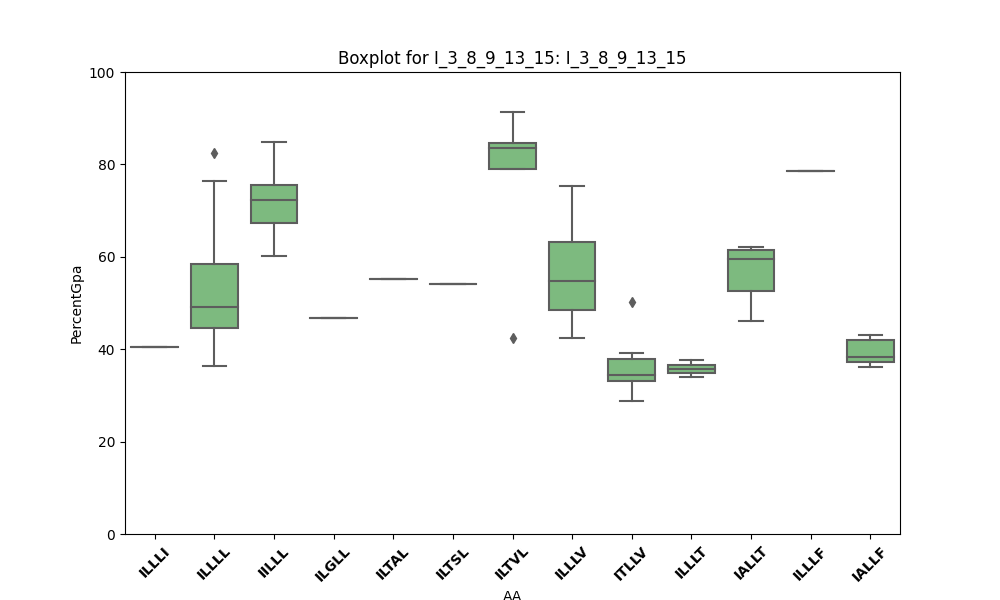 Boxplot for I_3_8_9_13_15: I_3_8_9_13_15
100
80
60
40
20
0
PercentGpa
ILLLI
ILLLL
IILLL
ILGLL
ILTAL
ILTSL
ILTVL
ILLLV
ITLLV
ILLLT
IALLT
ILLLF
IALLF
AA